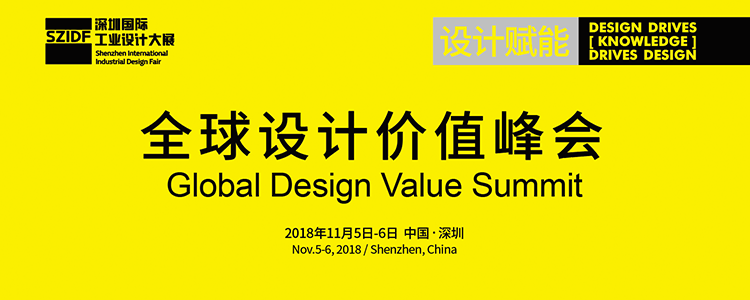 SZIDF
深圳国际
工业设计大展
Shenzhen International
Industrial Design Fair
设计赋能
DESIGN DRIVES
[ KNOWLEDGE ]
DRIVES DESIGN
全球设计价值峰会
Global Design Value Summit
2018年11月5日-6日 中国·深圳
Nov.5-6, 2018 / Shenzhen, China